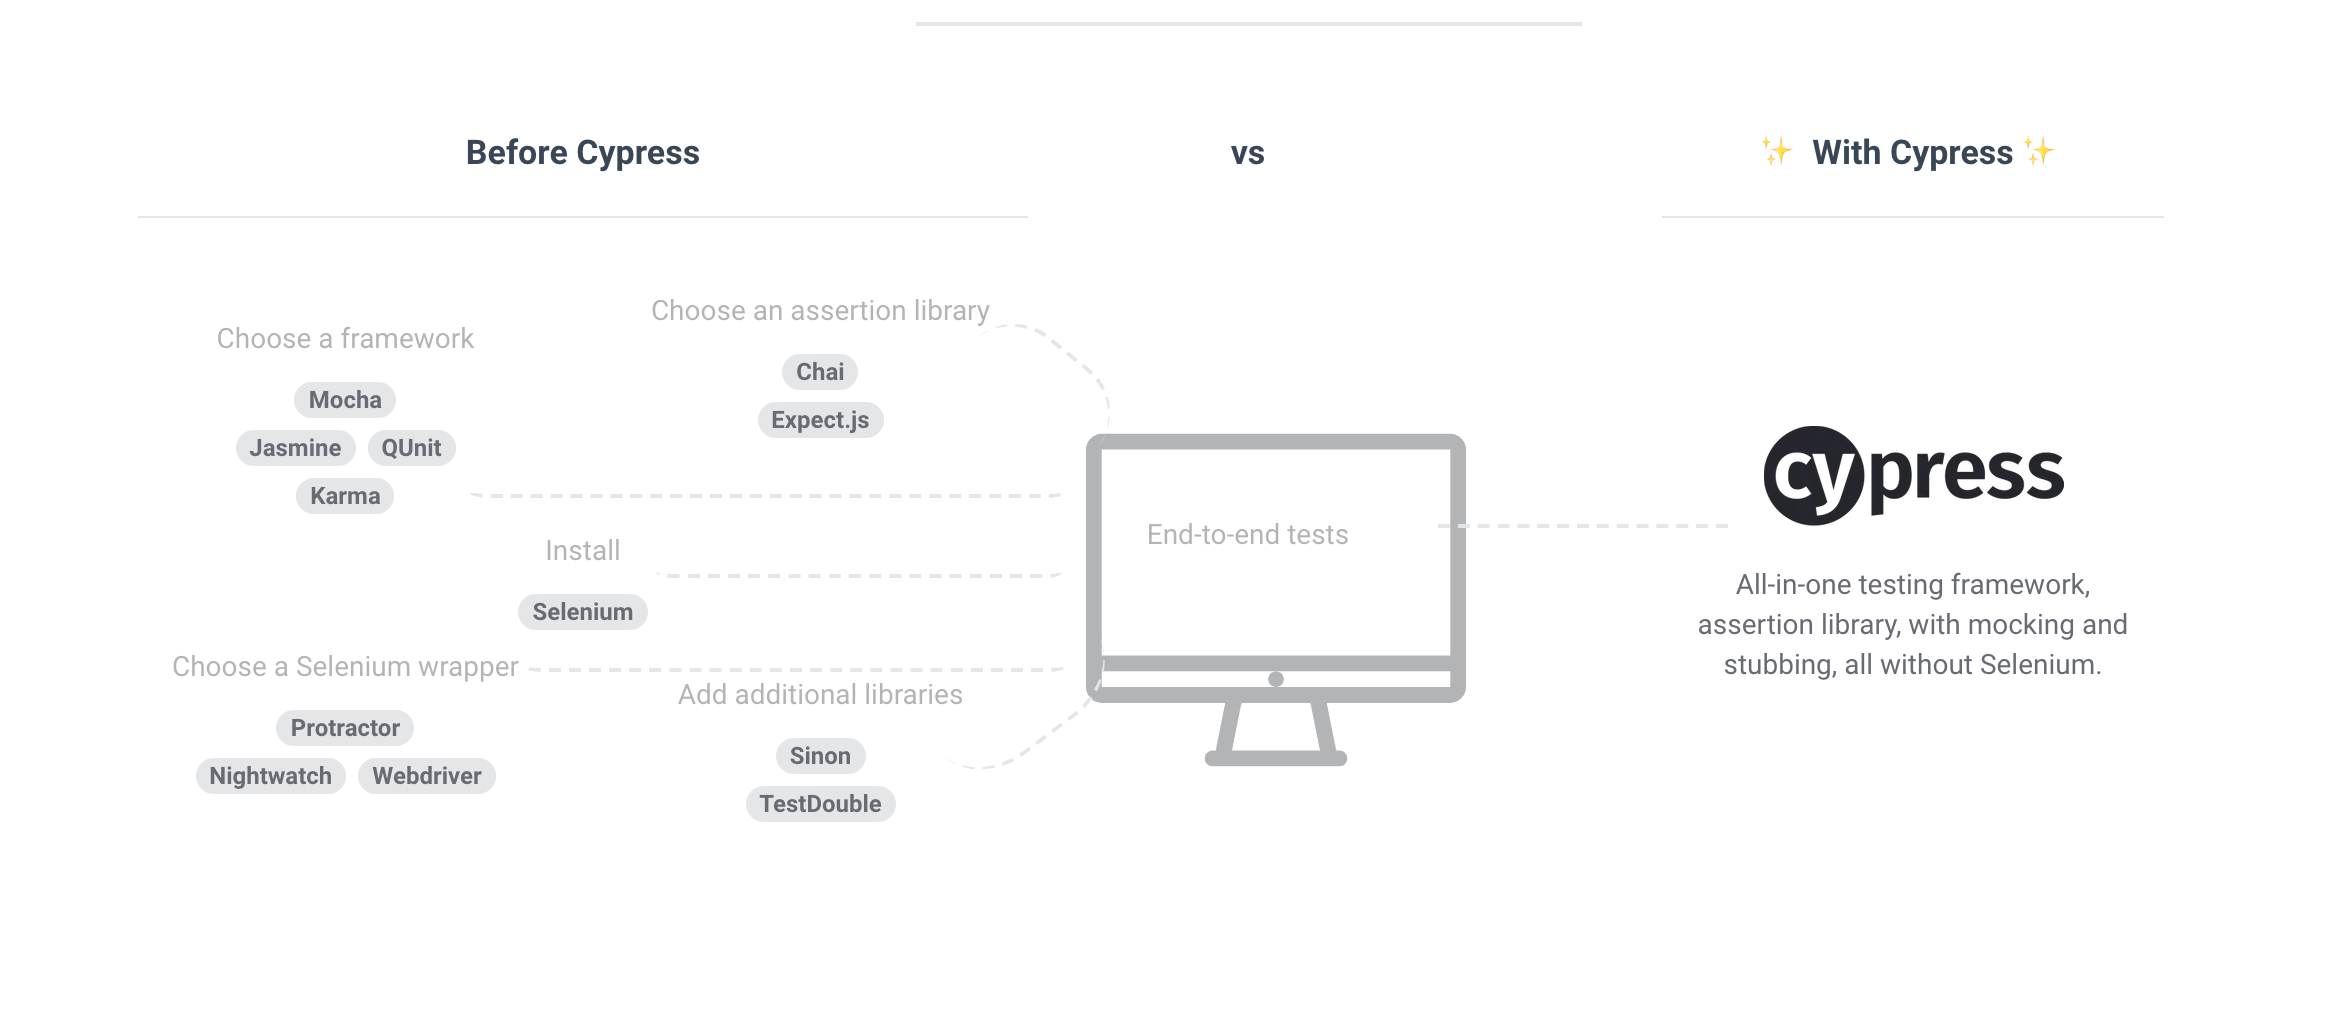 Before Cypress
vs
✨ With Cypress ✨
Choose a framework
Mocha
Jasmine QUnit
Karma
Choose an assertion library
Chai
Expect.js
Install
Selenium
Choose a Selenium wrapper
Protractor
Nightwatch Webdriver
Add additional libraries
Sinon
TestDouble
End-to-end tests
cypress
All-in-one testing framework,
assertion library, with mocking and
stubbing, all without Selenium.